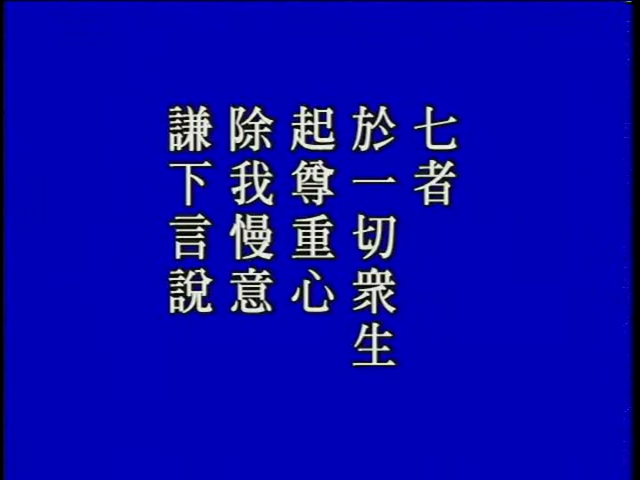 七者
於一切衆生
起尊重心
除我慢意
謙下言說